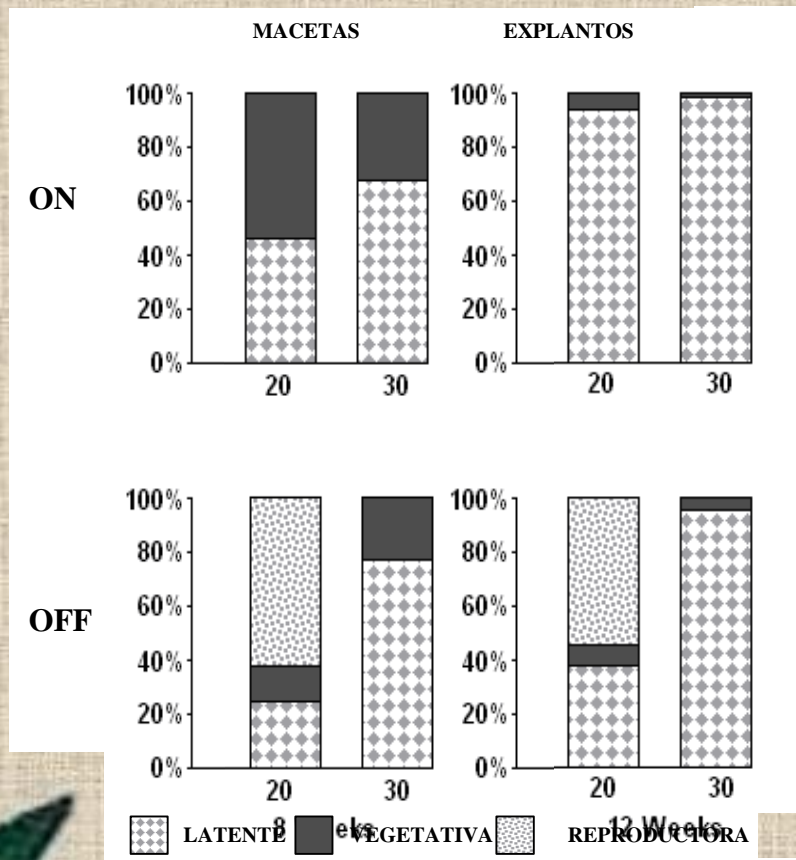 MACETAS EXPLANTOS
100% 100%
80% 80%
ON
60% 60%
40% 40%
20% 20%
0% 0%
20 30 20 30
100% 100%
80% 80%
OFF
60% 60%
40% 40%
20% 20%
0% 0%
20 30 20 30
LATENTE VEGETATIVA REPRODUCTORA
12 Weeks